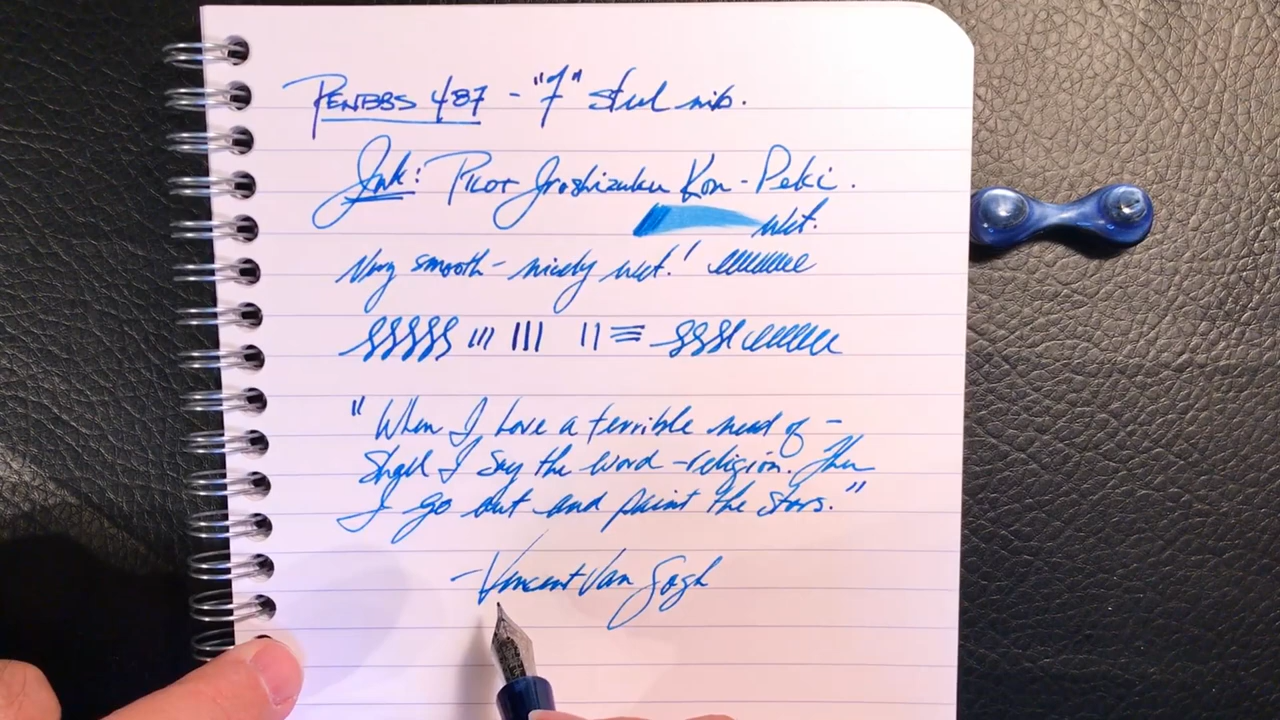 PENBBS 487 - "F" steel nib.
Ink: Pilot Iroshizuku Kon-Peki.
wet.
Very smooth - nicely wet!
"When I have a terrible need of -
Shall I say the word - religion. Then
I go out and paint the stars."
- Vincent Van Gogh